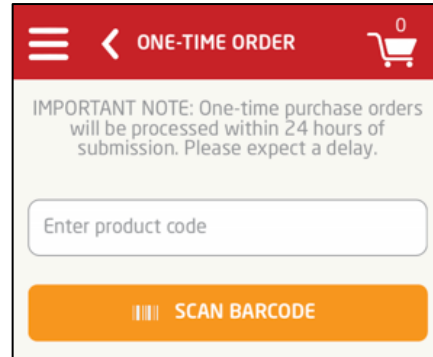 0
ONE-TIME ORDER
IMPORTANT NOTE: One-time purchase orders
will be processed within 24 hours of
submission. Please expect a delay.
Enter product code
SCAN BARCODE